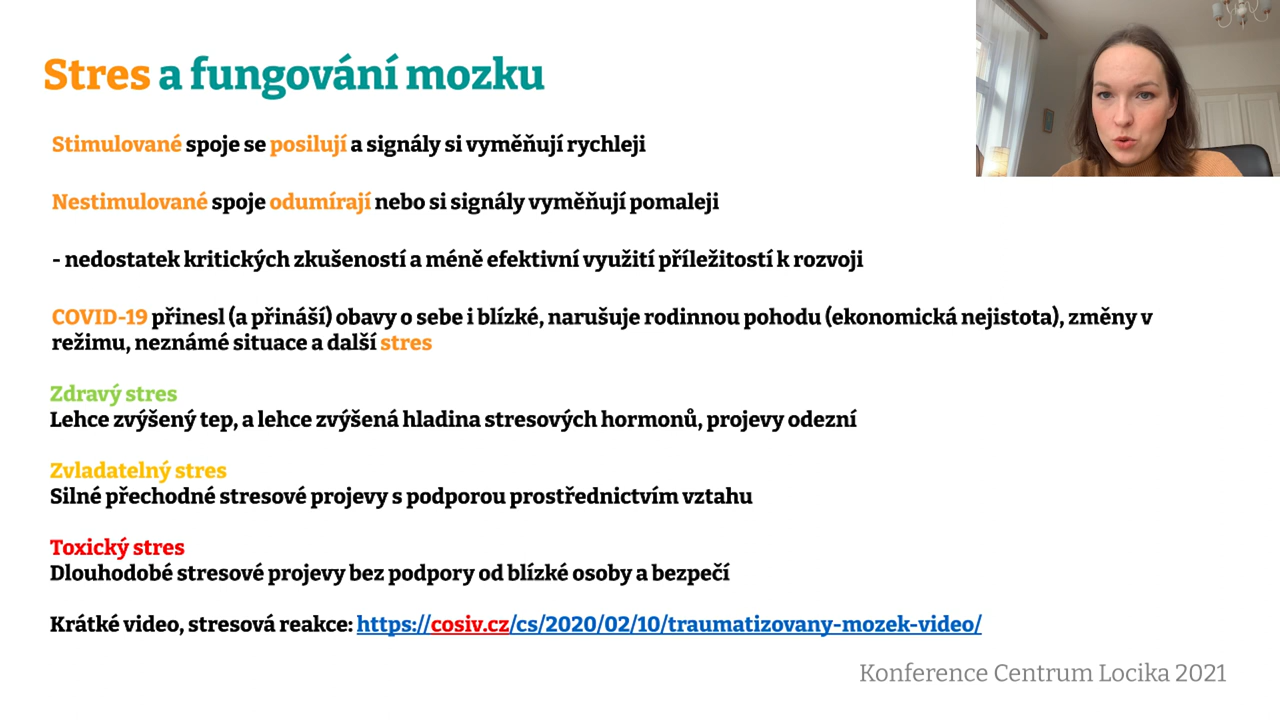 Stres a fungování mozku
Stimulované spoje se posilují a signály si vyměňují rychleji
Nestimulované spoje odumírají nebo si signály vyměňují pomaleji
- nedostatek kritických zkušeností a méně efektivní využití příležitostí k rozvoji
COVID-19 přinesl (a přináší) obavy o sebe i blízké, narušuje rodinnou pohodu (ekonomická nejistota), změny v
režimu, neznámé situace a další stres
Zdravý stres
Lehce zvýšený tep, a lehce zvýšená hladina stresových hormonů, projevy odezní
Zvladatelný stres
Silné přechodné stresové projevy s podporou prostřednictvím vztahu
Toxický stres
Dlouhodobé stresové projevy bez podpory od blízké osoby a bezpečí
Krátké video, stresová reakce: https://cosiv.cz/cs/2020/02/10/traumatizovany-mozek-video/
Konference Centrum Locika 2021